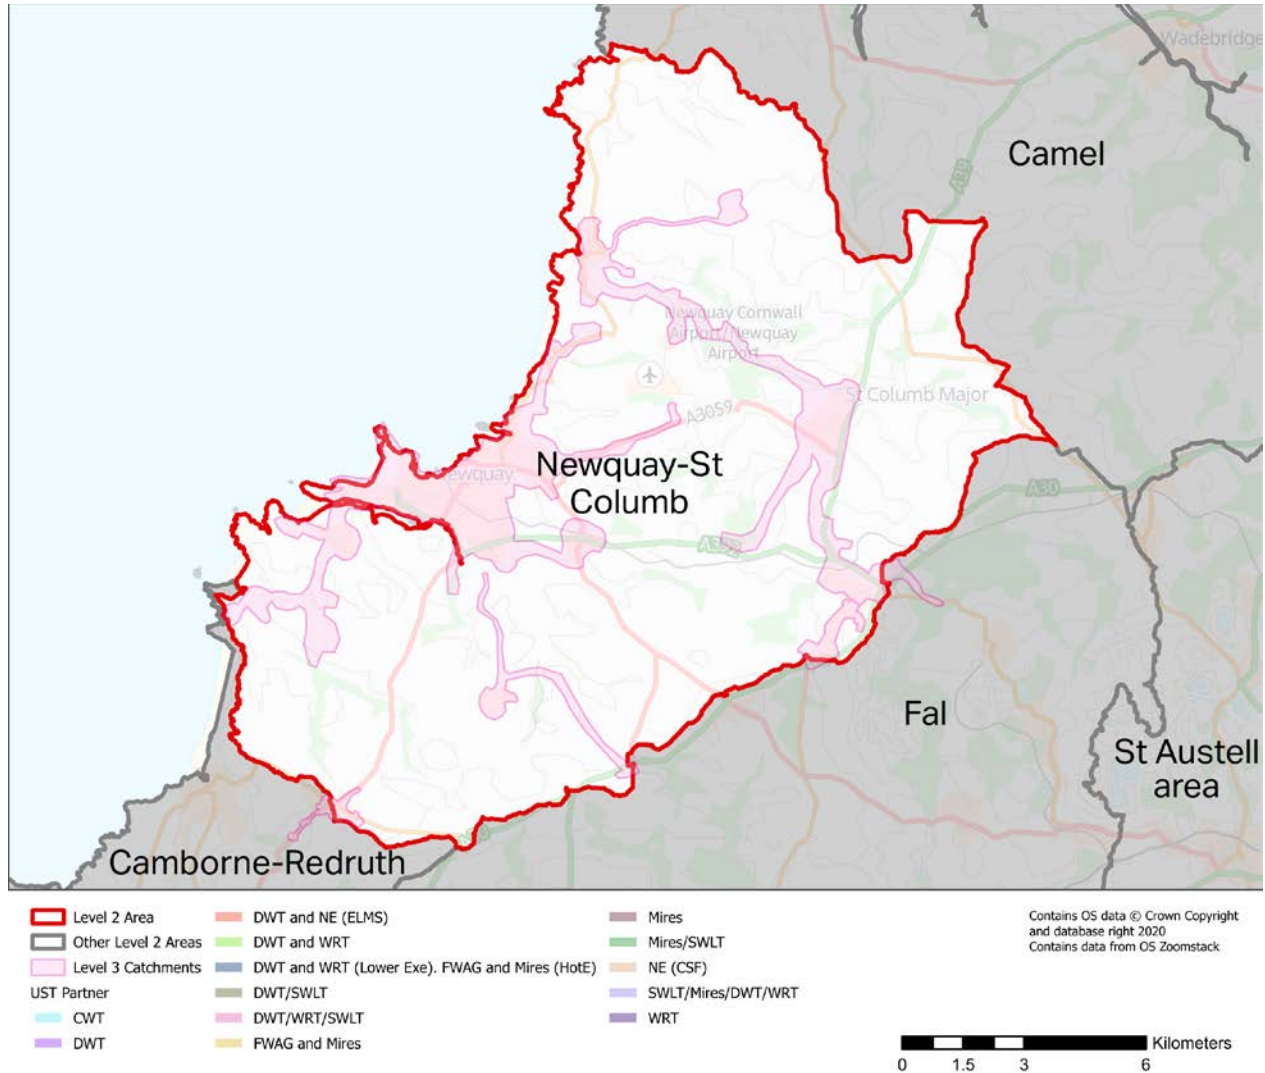 Wadebridge
Camel
A39
Newquay Cornwall
Airport/Newquay
Airport
St Columb Major
A3059
Newquay
Newquay-St
Columb
A30
A392
Fal
St Austell
area
Camborne-Redruth
Level 2 Area
Other Level 2 Areas
Level 3 Catchments
UST Partner
CWT
DWT
DWT and NE (ELMS)
DWT and WRT
DWT and WRT (Lower Exe). FWAG and Mires (HotE)
DWT/SWLT
DWT/WRT/SWLT
FWAG and Mires
Mires
Mires/SWLT
NE (CSF)
SWLT/Mires/DWT/WRT
WRT
Contains OS data © Crown Copyright
and database right 2020
Contains data from OS Zoomstack
Kilometers
0 1.5 3 6